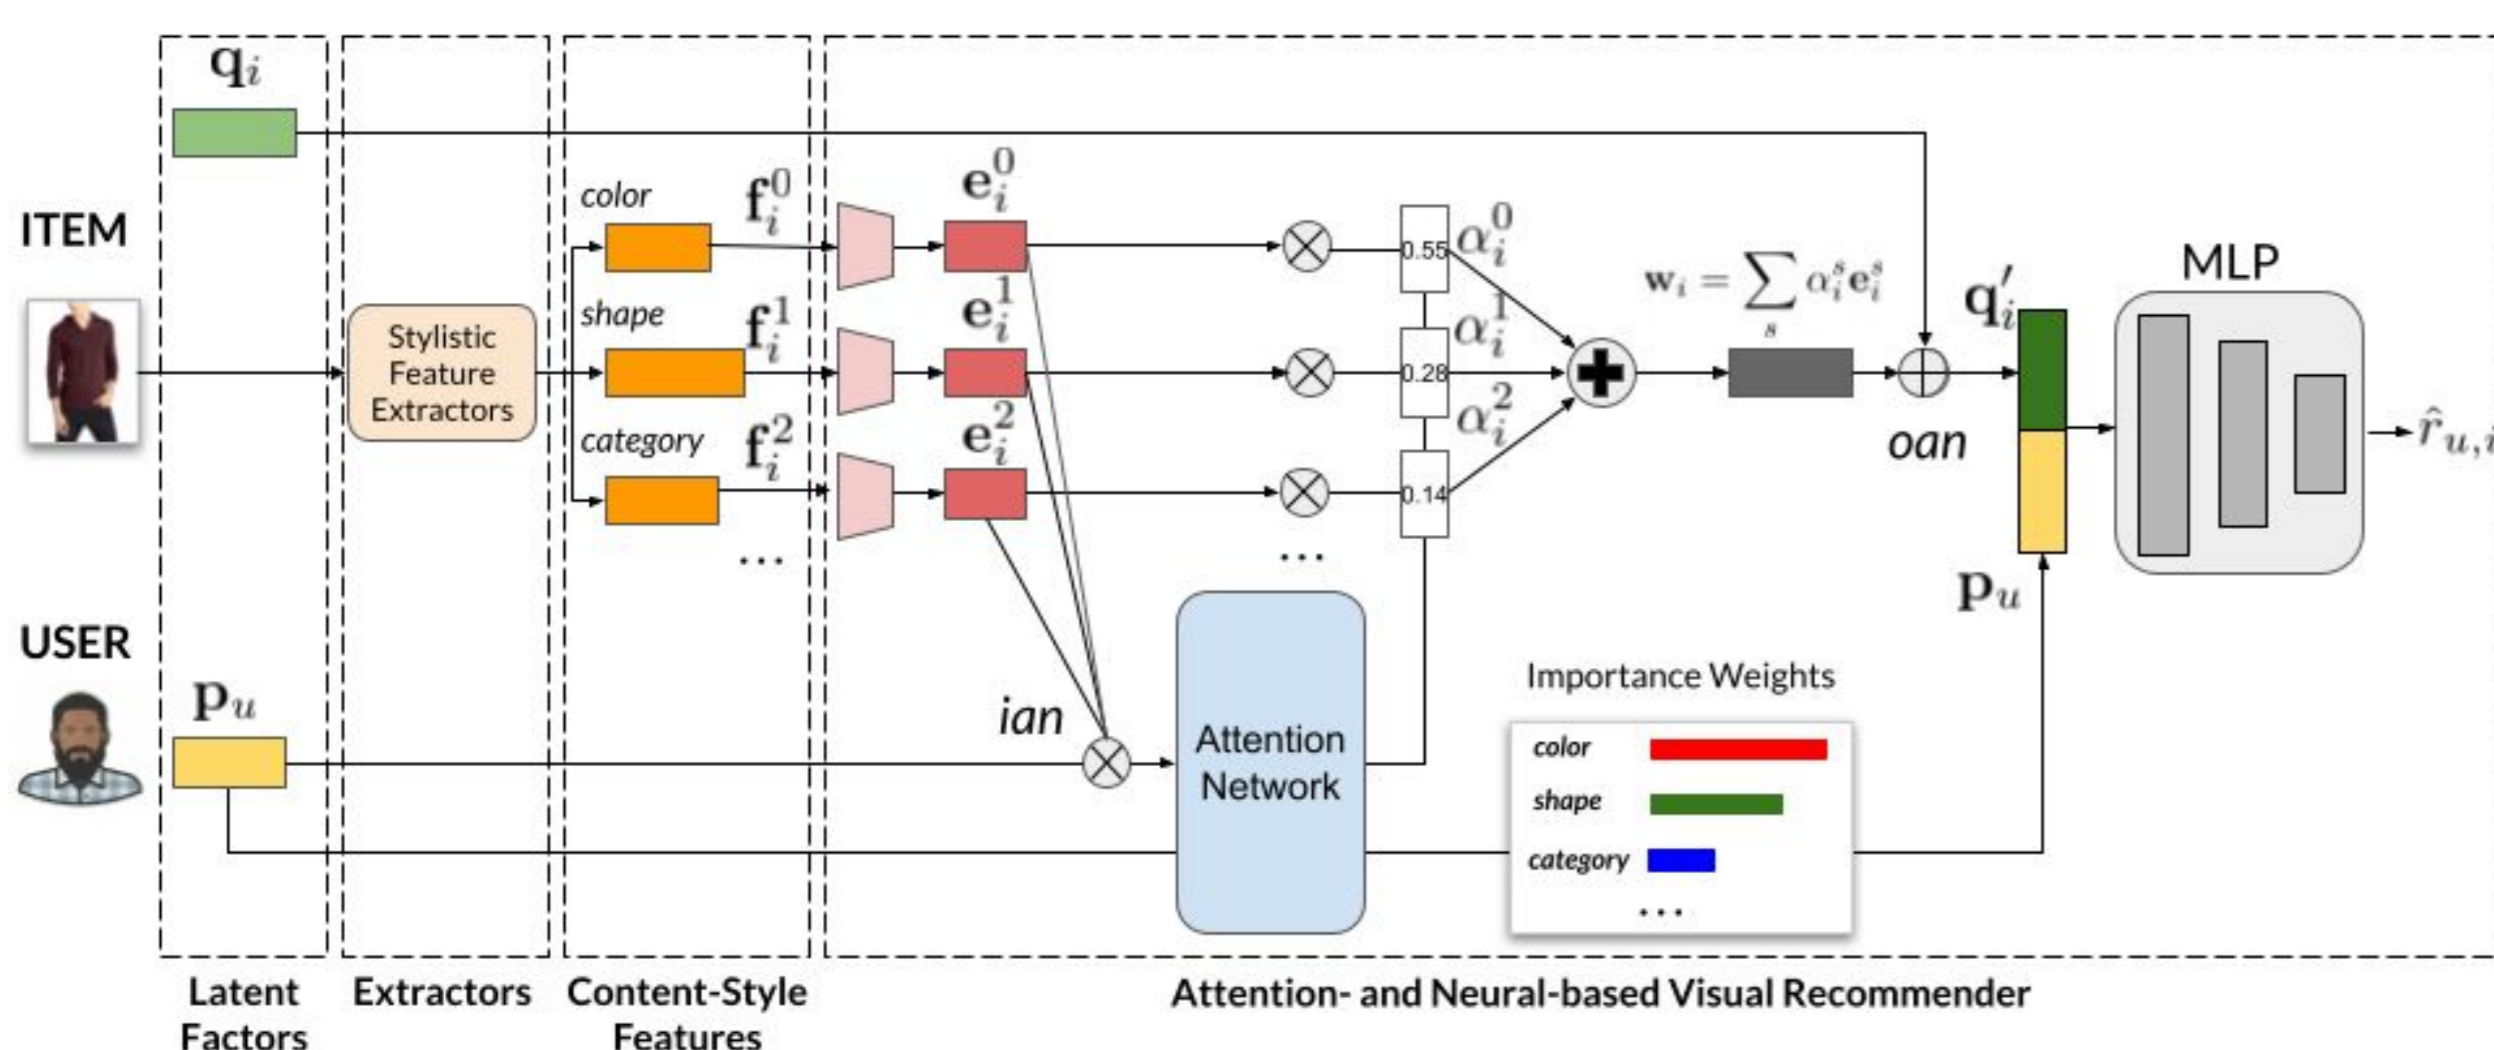 q_i
ITEM
USER
p_u
Stylistic
Feature
Extractors
color
f_i^0
shape
f_i^1
category
f_i^2
...
e_i^0
e_i^1
e_i^2
ian
...
Attention
Network
0.55
α_i^0
0.28
α_i^1
0.14
α_i^2
w_i = ∑_s α_i^s e_i^s
oan
q'_i
p_u
MLP
r̂_{u,i}
Importance Weights
color
shape
category
...
Latent
Factors
Extractors
Content-Style
Features
Attention- and Neural-based Visual Recommender